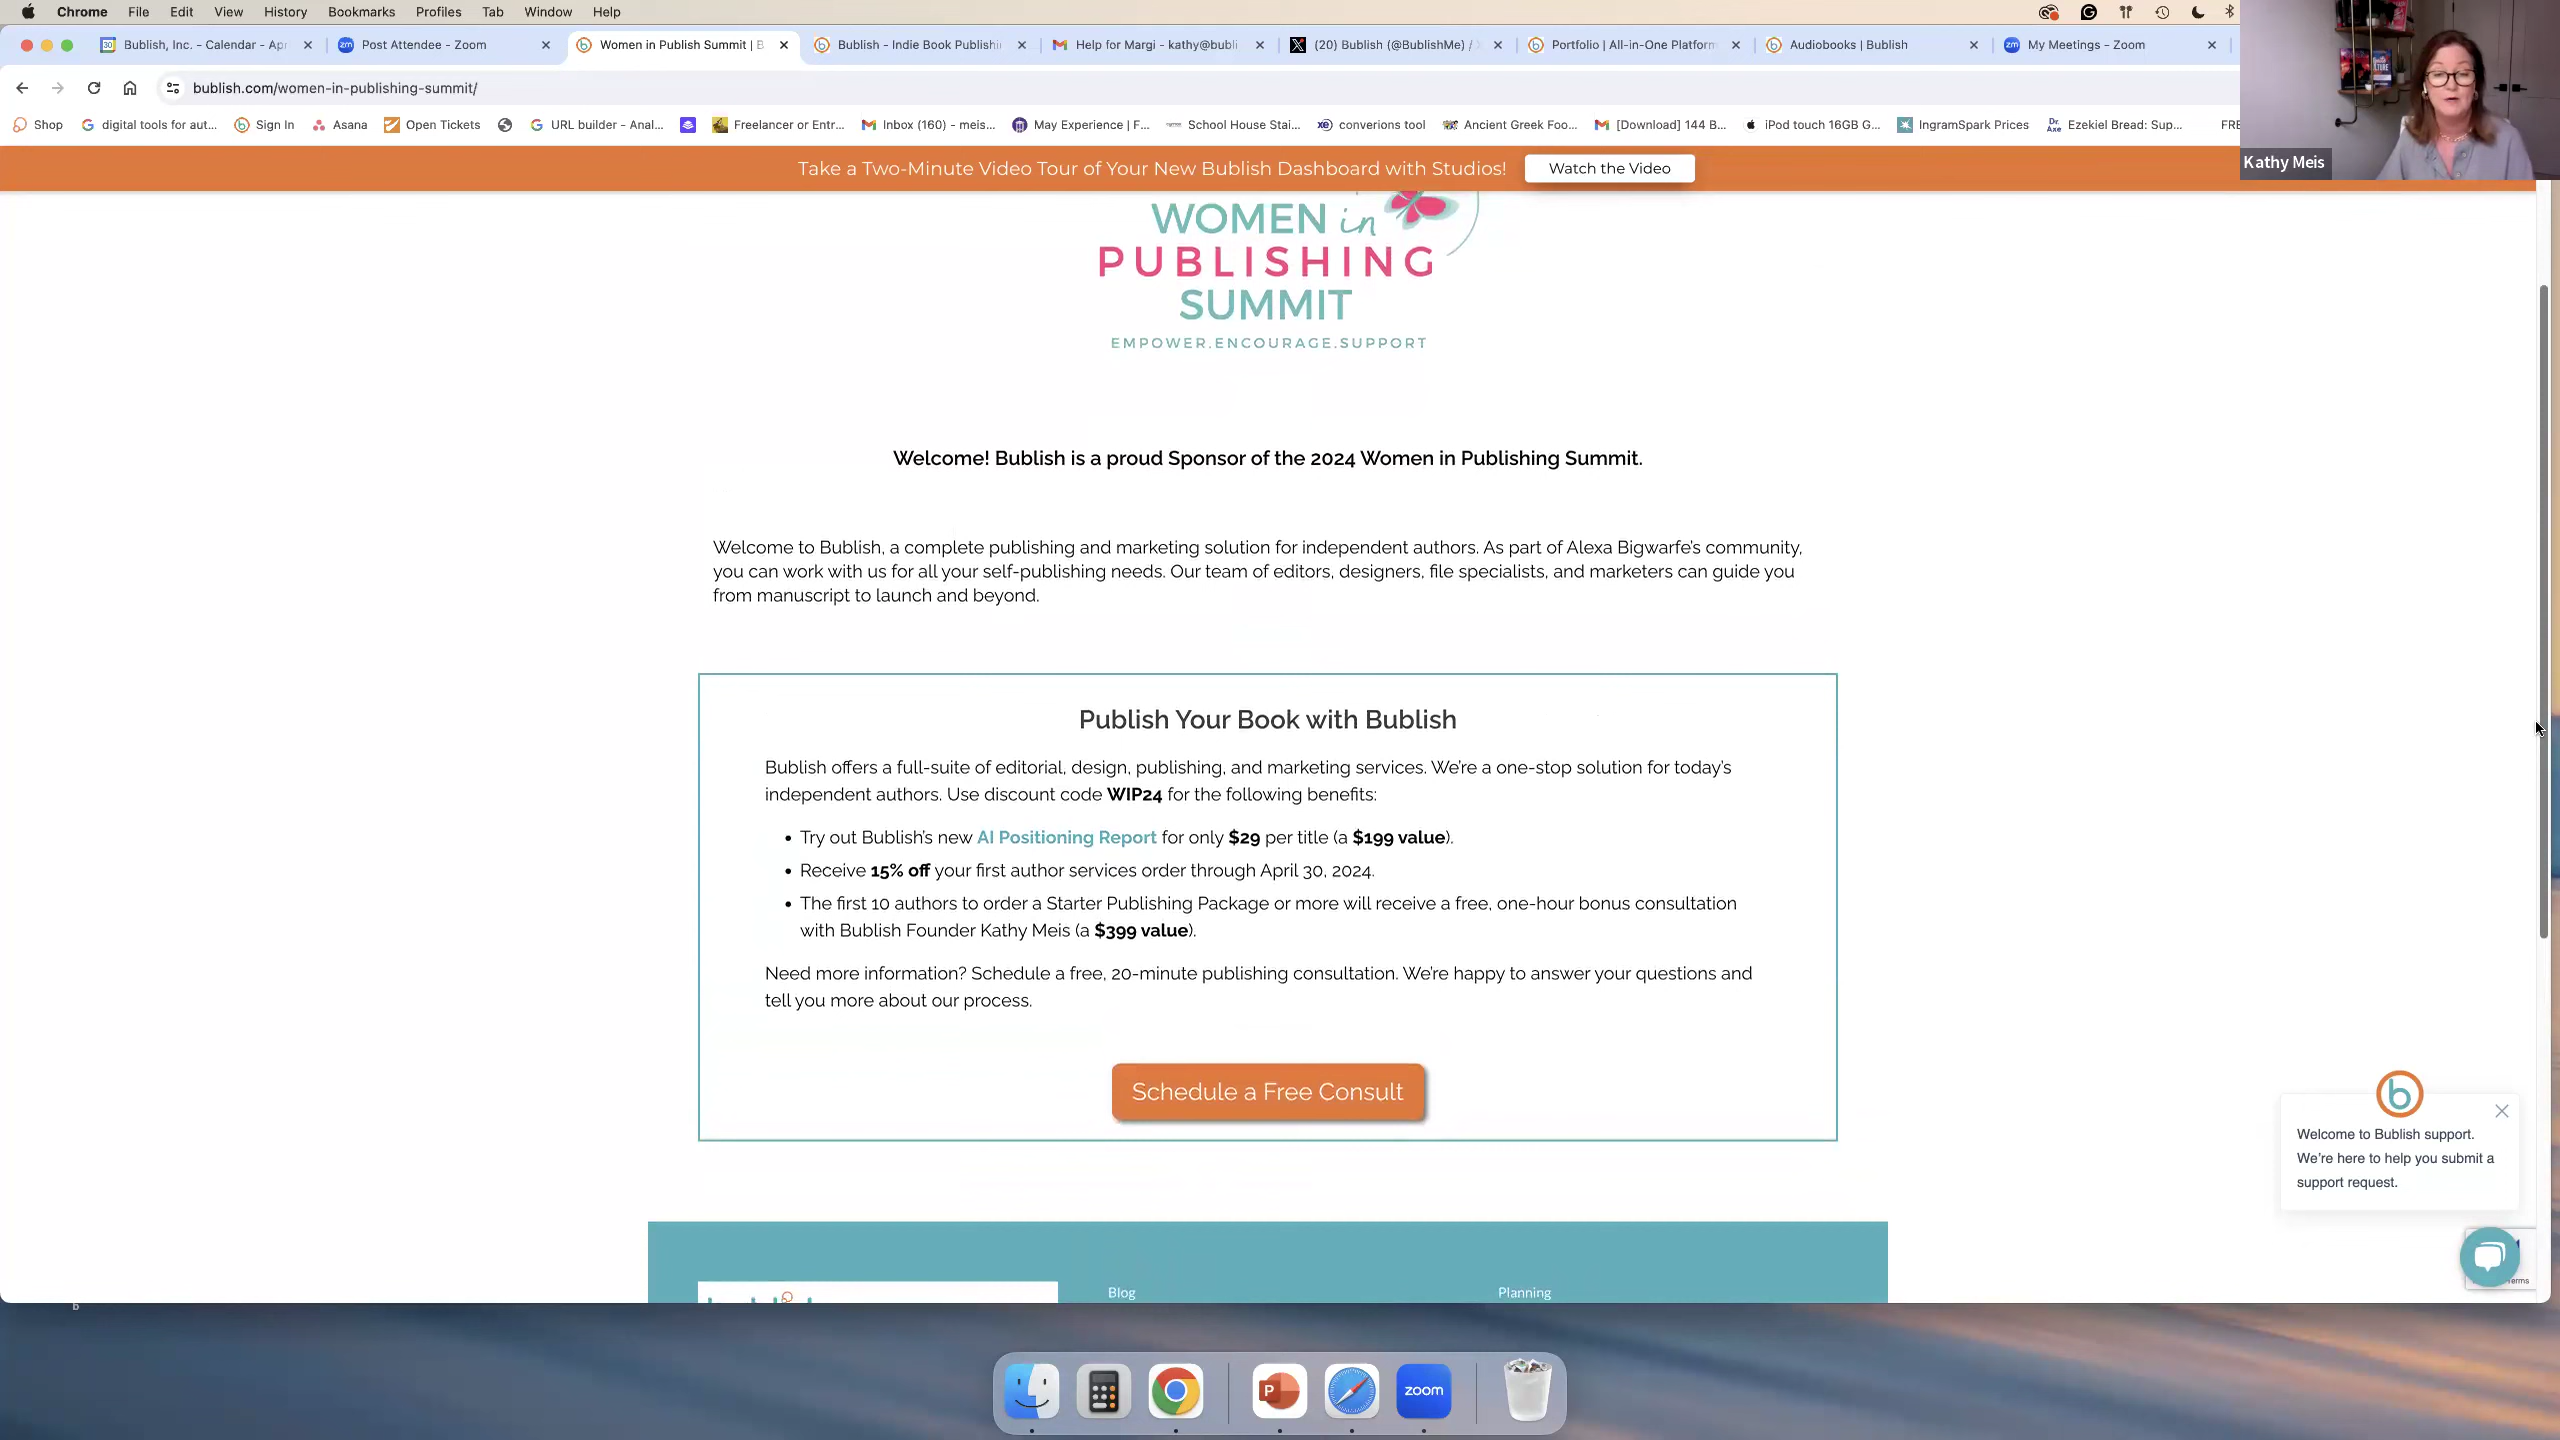 Chrome File Edit View History Bookmarks Profiles Tab Window Help
Bublish, Inc. - Calendar - Apr
Post Attendee - Zoom
Women in Publish Summit | B
Bublish - Indie Book Publishi
Help for Margi - kathy@bubli
(20) Bublish (@BublishMe) /
Portfolio | All-in-One Platform
Audiobooks | Bublish
My Meetings - Zoom
bublish.com/women-in-publishing-summit/
Shop
digital tools for aut...
Sign In
Asana
Open Tickets
URL builder - Anal...
Freelancer or Entr...
Inbox (160) - meis...
May Experience | F...
School House Stai...
converions tool
Ancient Greek Foo...
[Download] 144 B...
iPod touch 16GB G...
IngramSpark Prices
Dr. Axe
Ezekiel Bread: Sup...
FRE
Kathy Meis
Take a Two-Minute Video Tour of Your New Bublish Dashboard with Studios!
Watch the Video
WOMEN in
PUBLISHING
SUMMIT
EMPOWER.ENCOURAGE.SUPPORT
Welcome! Bublish is a proud Sponsor of the 2024 Women in Publishing Summit.
Welcome to Bublish, a complete publishing and marketing solution for independent authors. As part of Alexa Bigwarfe's community,
you can work with us for all your self-publishing needs. Our team of editors, designers, file specialists, and marketers can guide you
from manuscript to launch and beyond.
Publish Your Book with Bublish
Bublish offers a full-suite of editorial, design, publishing, and marketing services. We're a one-stop solution for today's
independent authors. Use discount code WIP24 for the following benefits:
• Try out Bublish's new AI Positioning Report for only $29 per title (a $199 value).
• Receive 15% off your first author services order through April 30, 2024.
• The first 10 authors to order a Starter Publishing Package or more will receive a free, one-hour bonus consultation
with Bublish Founder Kathy Meis (a $399 value).
Need more information? Schedule a free, 20-minute publishing consultation. We're happy to answer your questions and
tell you more about our process.
Schedule a Free Consult
Welcome to Bublish support.
We're here to help you submit a
support request.
Blog
Planning
zoom